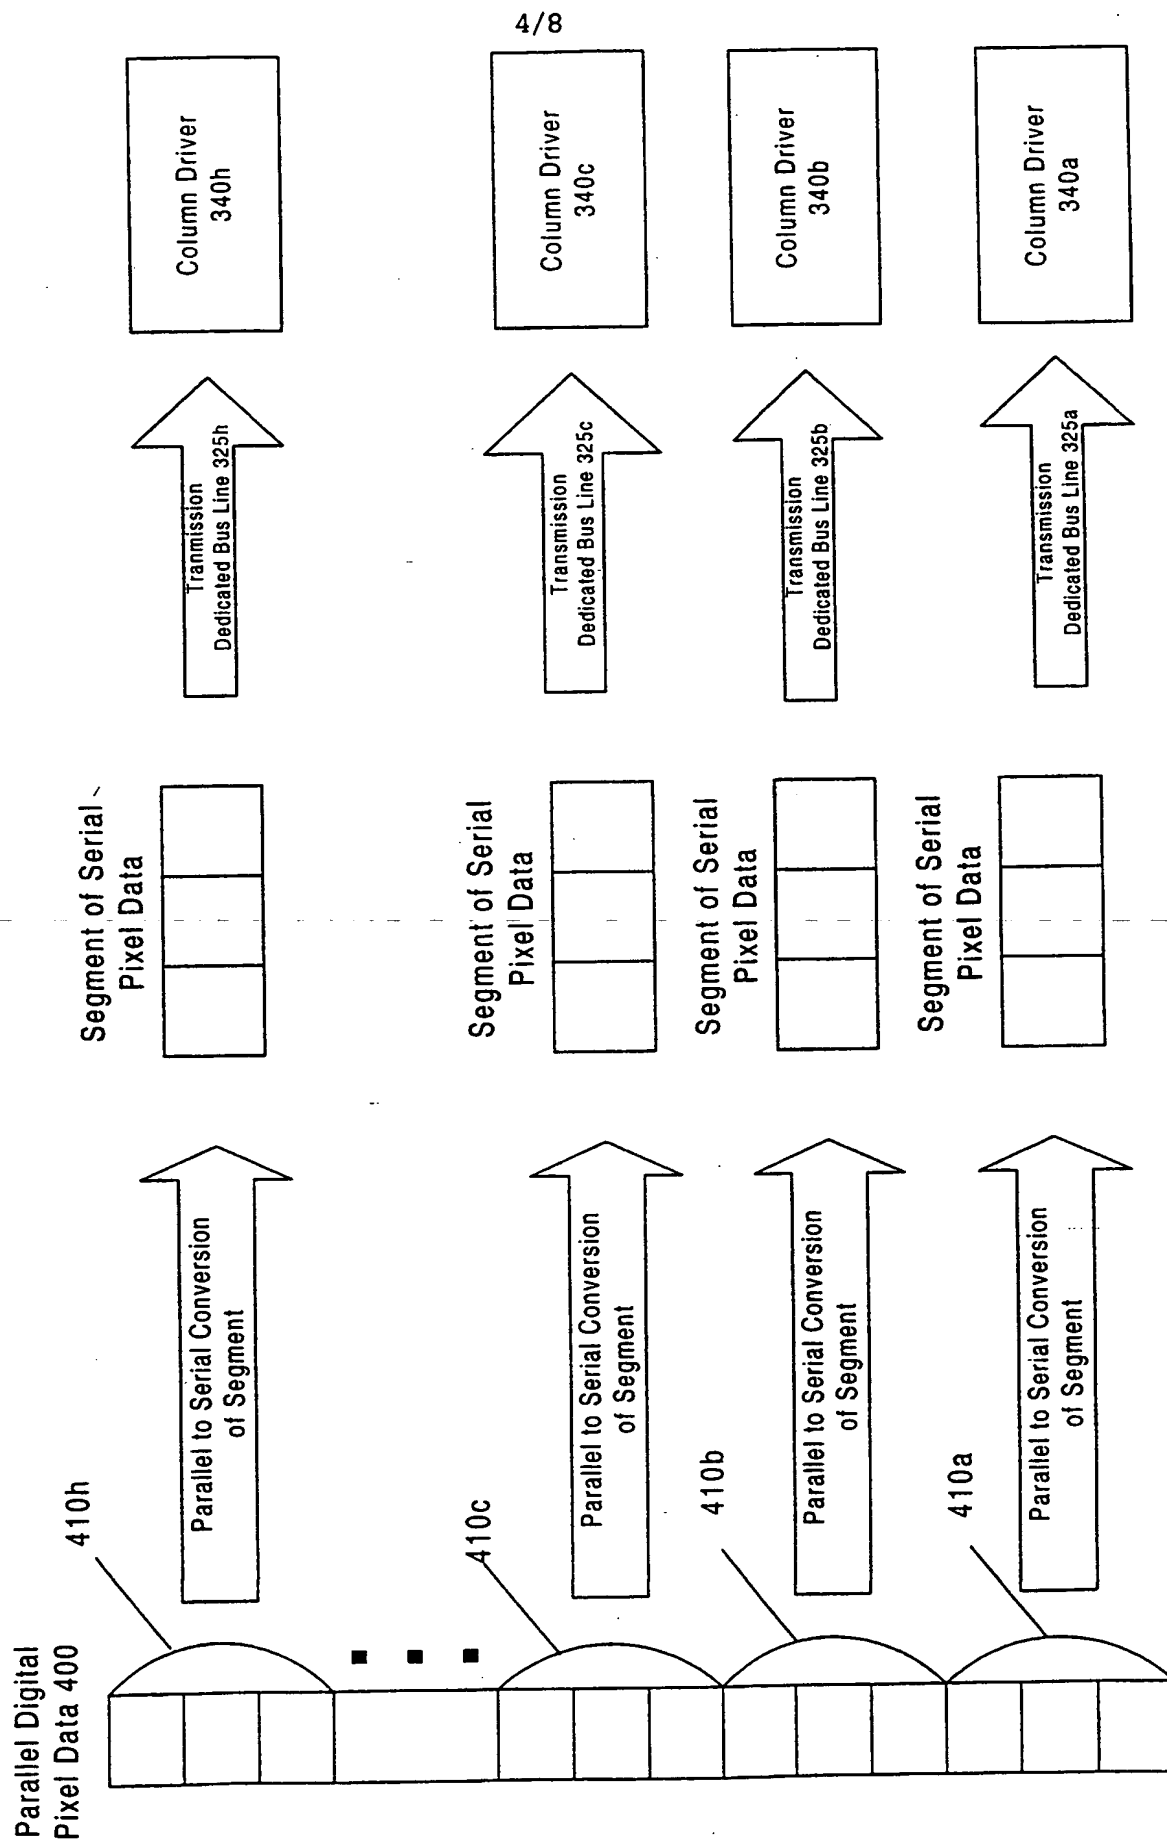 4/8
Parallel Digital
Pixel Data 400
410h
Parallel to Serial Conversion
of Segment
Segment of Serial
Pixel Data
Tranmission
Dedicated Bus Line 325h
Column Driver
340h
410c
Parallel to Serial Conversion
of Segment
Segment of Serial
Pixel Data
Transmission
Dedicated Bus Line 325c
Column Driver
340c
410b
Parallel to Serial Conversion
of Segment
Segment of Serial
Pixel Data
Transmission
Dedicated Bus Line 325b
Column Driver
340b
410a
Parallel to Serial Conversion
of Segment
Segment of Serial
Pixel Data
Transmission
Dedicated Bus Line 325a
Column Driver
340a